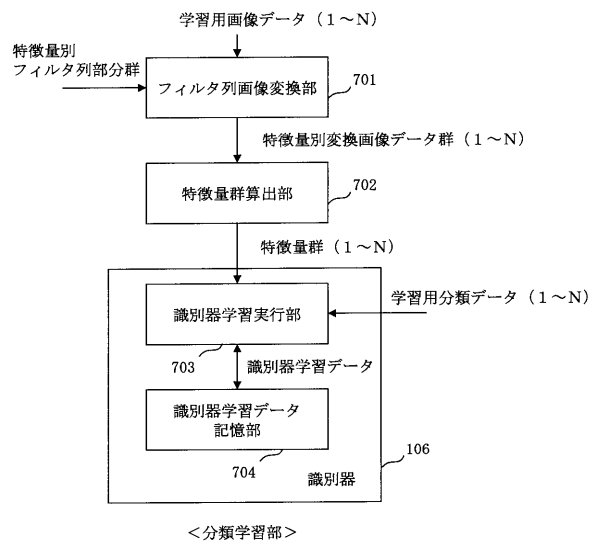 学習用画像データ（１～Ｎ）
特徴量別
フィルタ列部分群
フィルタ列画像変換部
701
特徴量別変換画像データ群（１～Ｎ）
特徴量群算出部
702
特徴量群（１～Ｎ）
学習用分類データ（１～Ｎ）
識別器学習実行部
703
識別器学習データ
識別器学習データ
記憶部
704
106
識別器
＜分類学習部＞